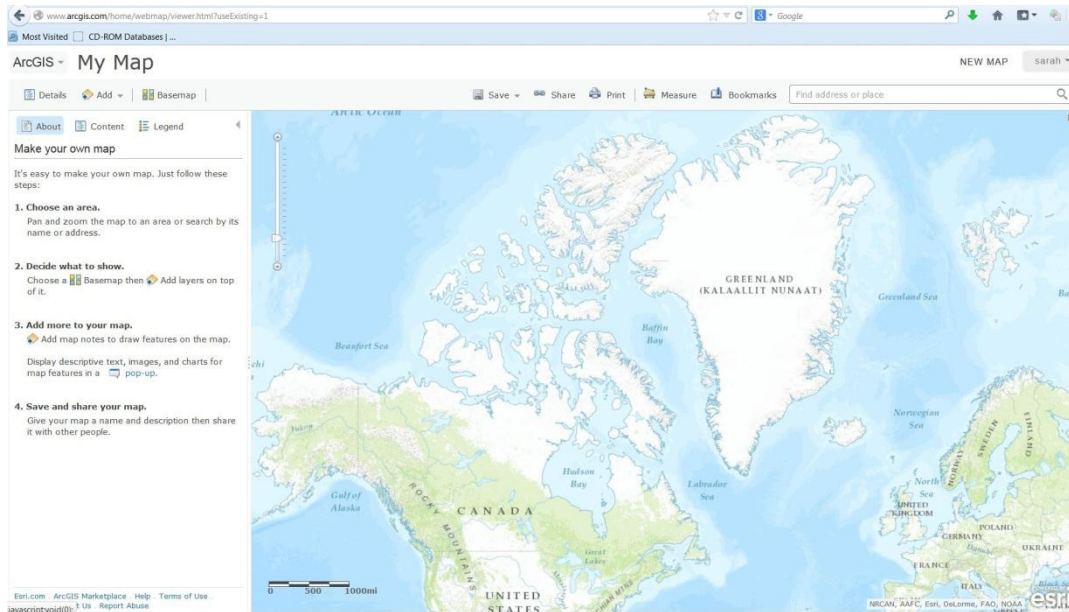 www.arcgis.com/home/webmap/viewer.html?useExisting=1
Google
Most Visited CD-ROM Databases | ...
ArcGIS My Map
NEW MAP sarah
Details Add Basemap
Save Share Print Measure Bookmarks Find address or place
About Content Legend
Make your own map
It's easy to make your own map. Just follow these
steps:
1. Choose an area.
Pan and zoom the map to an area or search by its
name or address.
2. Decide what to show.
Choose a Basemap then Add layers on top
of it.
3. Add more to your map.
Add map notes to draw features on the map.
Display descriptive text, images, and charts for
map features in a pop-up.
4. Save and share your map.
Give your map a name and description then share
it with other people.
Esri.com ArcGIS Marketplace Help Terms of Use
javascript:void(0); t Us Report Abuse
Arctic Ocean
GREENLAND
(KALAALLIT NUNAAT)
Greenland Sea
Baffin
Bay
Beaufort Sea
chi
Norwegian
Sea
Yukon
FINLAND
SWEDEN
NORWAY
Hudson
Bay
Labrador
Sea
North
Sea
Gulf of
Alaska
ROCKY MOUNTAINS
CANADA
UNITED
KINGDOM
POLAND
GERMANY
Danube
UKRAINE
Great
Lakes
FRANCE
ITALY
Black S
0 500 1000mi
UNITED
STATES
NRCAN, AAFC, Esri, DeLorme, FAO, NOAA
esri